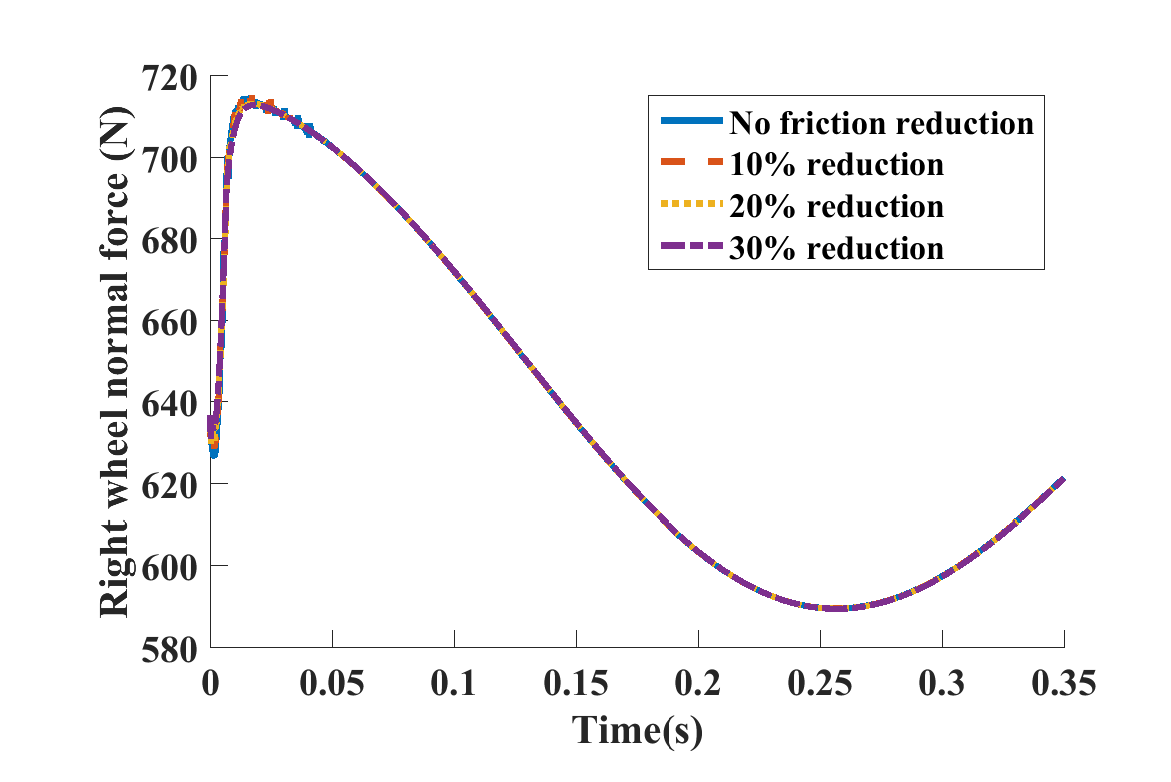 720
700
680
660
640
620
600
580
Right wheel normal force (N)
No friction reduction
10% reduction
20% reduction
30% reduction
0 0.05 0.1 0.15 0.2 0.25 0.3 0.35
Time(s)